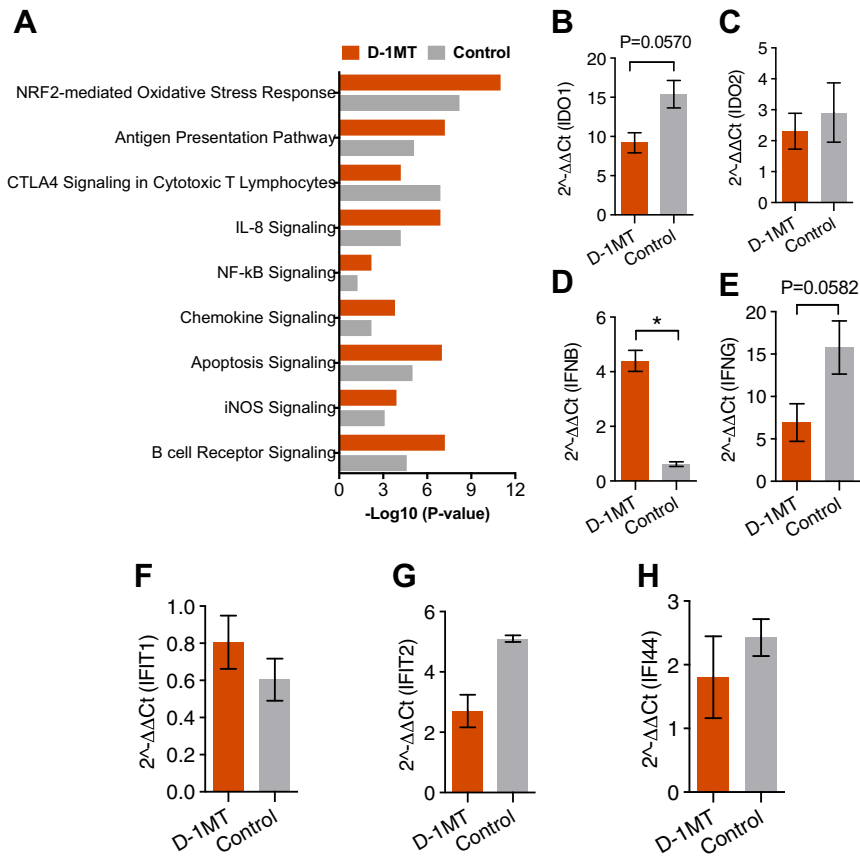 A
D-1MT Control
NRF2-mediated Oxidative Stress Response
Antigen Presentation Pathway
CTLA4 Signaling in Cytotoxic T Lymphocytes
IL-8 Signaling
NF-kB Signaling
Chemokine Signaling
Apoptosis Signaling
iNOS Signaling
B cell Receptor Signaling
0 3 6 9 12
-Log10 (P-value)
B
P=0.0570
2^-ΔΔCt (IDO1)
20
15
10
5
0
D-1MT
Control
C
2^-ΔΔCt (IDO2)
5
4
3
2
1
0
D-1MT
Control
D
*
2^-ΔΔCt (IFNB)
6
4
2
0
D-1MT
Control
E
P=0.0582
2^-ΔΔCt (IFNG)
20
15
10
5
0
D-1MT
Control
F
2^-ΔΔCt (IFIT1)
1.0
0.8
0.6
0.4
0.2
0.0
D-1MT
Control
G
2^-ΔΔCt (IFIT2)
6
4
2
0
D-1MT
Control
H
2^-ΔΔCt (IFI44)
3
2
1
0
D-1MT
Control